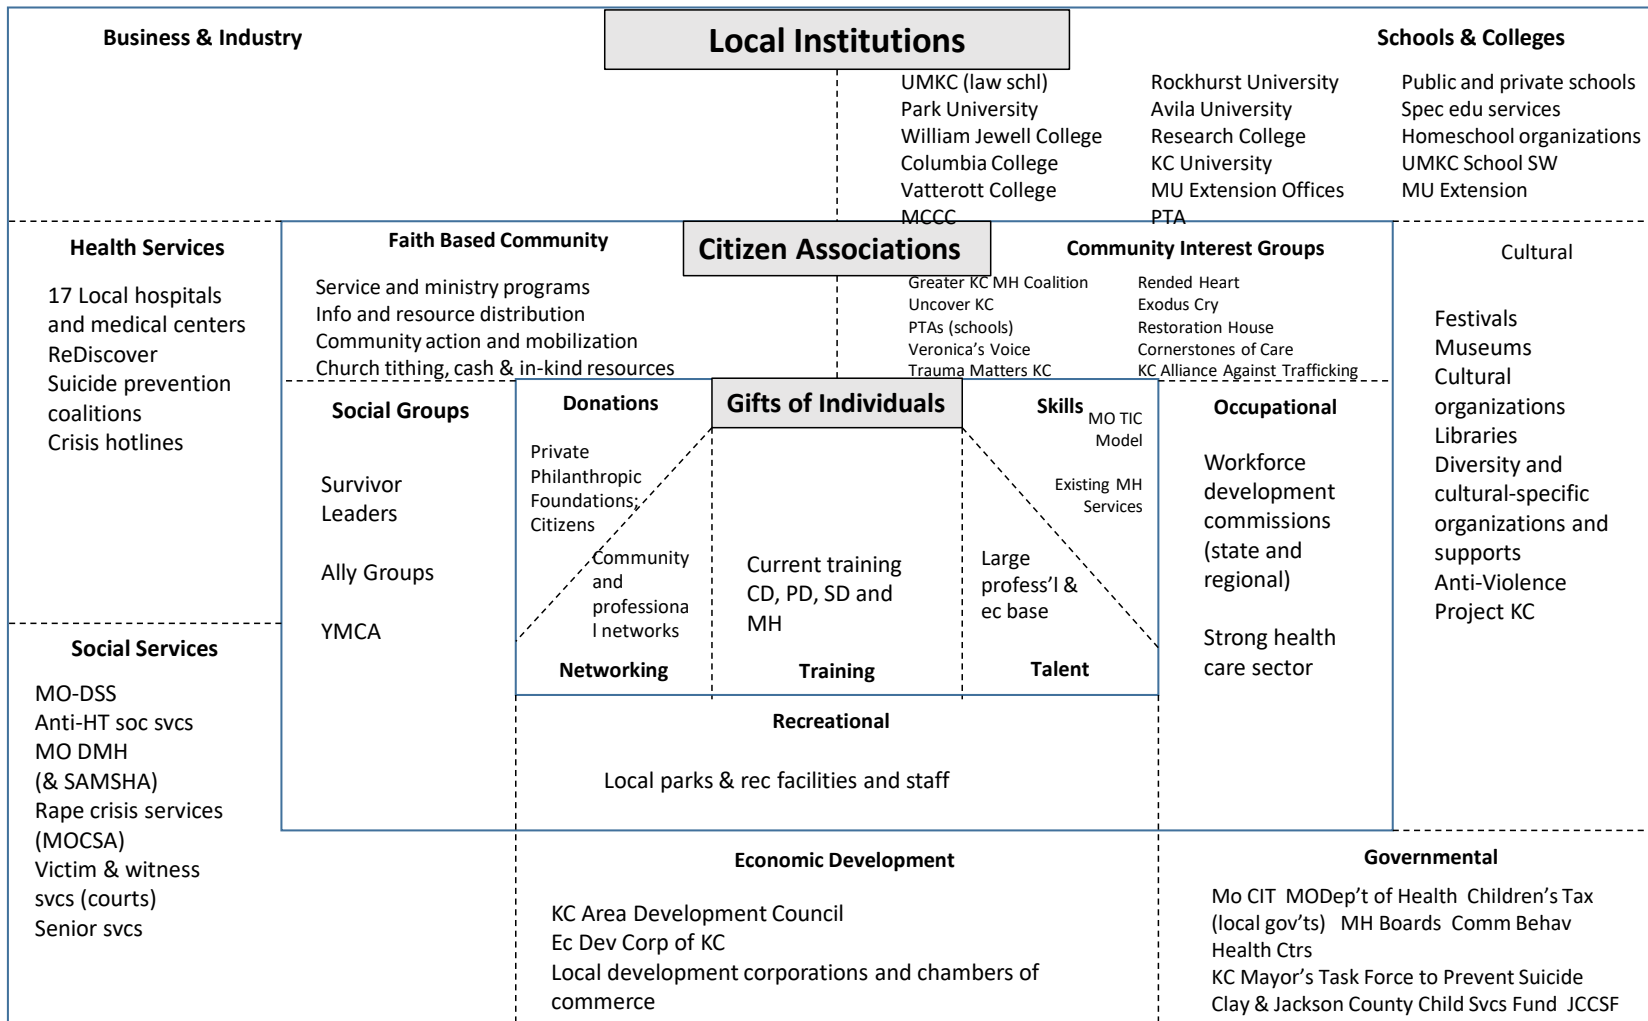 Business & Industry
Local Institutions
Schools & Colleges
UMKC (law schl)
Park University
William Jewell College
Columbia College
Vatterott College
MCCC
Rockhurst University
Avila University
Research College
KC University
MU Extension Offices
PTA
Public and private schools
Spec edu services
Homeschool organizations
UMKC School SW
MU Extension
Health Services
17 Local hospitals
and medical centers
ReDiscover
Suicide prevention
coalitions
Crisis hotlines
Faith Based Community
Service and ministry programs
Info and resource distribution
Community action and mobilization
Church tithing, cash & in-kind resources
Citizen Associations
Community Interest Groups
Greater KC MH Coalition
Uncover KC
PTAs (schools)
Veronica's Voice
Trauma Matters KC
Rended Heart
Exodus Cry
Restoration House
Cornerstones of Care
KC Alliance Against Trafficking
Cultural
Festivals
Museums
Cultural
organizations
Libraries
Diversity and
cultural-specific
organizations and
supports
Anti-Violence
Project KC
Social Groups
Survivor
Leaders
Ally Groups
YMCA
Donations
Private
Philanthropic
Foundations;
Citizens
Gifts of Individuals
Skills
MO TIC
Model
Existing MH
Services
Occupational
Workforce
development
commissions
(state and
regional)
Strong health
care sector
Community
and
professiona
l networks
Networking
Current training
CD, PD, SD and
MH
Training
Large
profess'l &
ec base
Talent
Social Services
MO-DSS
Anti-HT soc svcs
MO DMH
(& SAMSHA)
Rape crisis services
(MOCSA)
Victim & witness
svcs (courts)
Senior svcs
Recreational
Local parks & rec facilities and staff
Economic Development
KC Area Development Council
Ec Dev Corp of KC
Local development corporations and chambers of
commerce
Governmental
Mo CIT MODep't of Health Children's Tax
(local gov'ts) MH Boards Comm Behav
Health Ctrs
KC Mayor's Task Force to Prevent Suicide
Clay & Jackson County Child Svcs Fund JCCSF